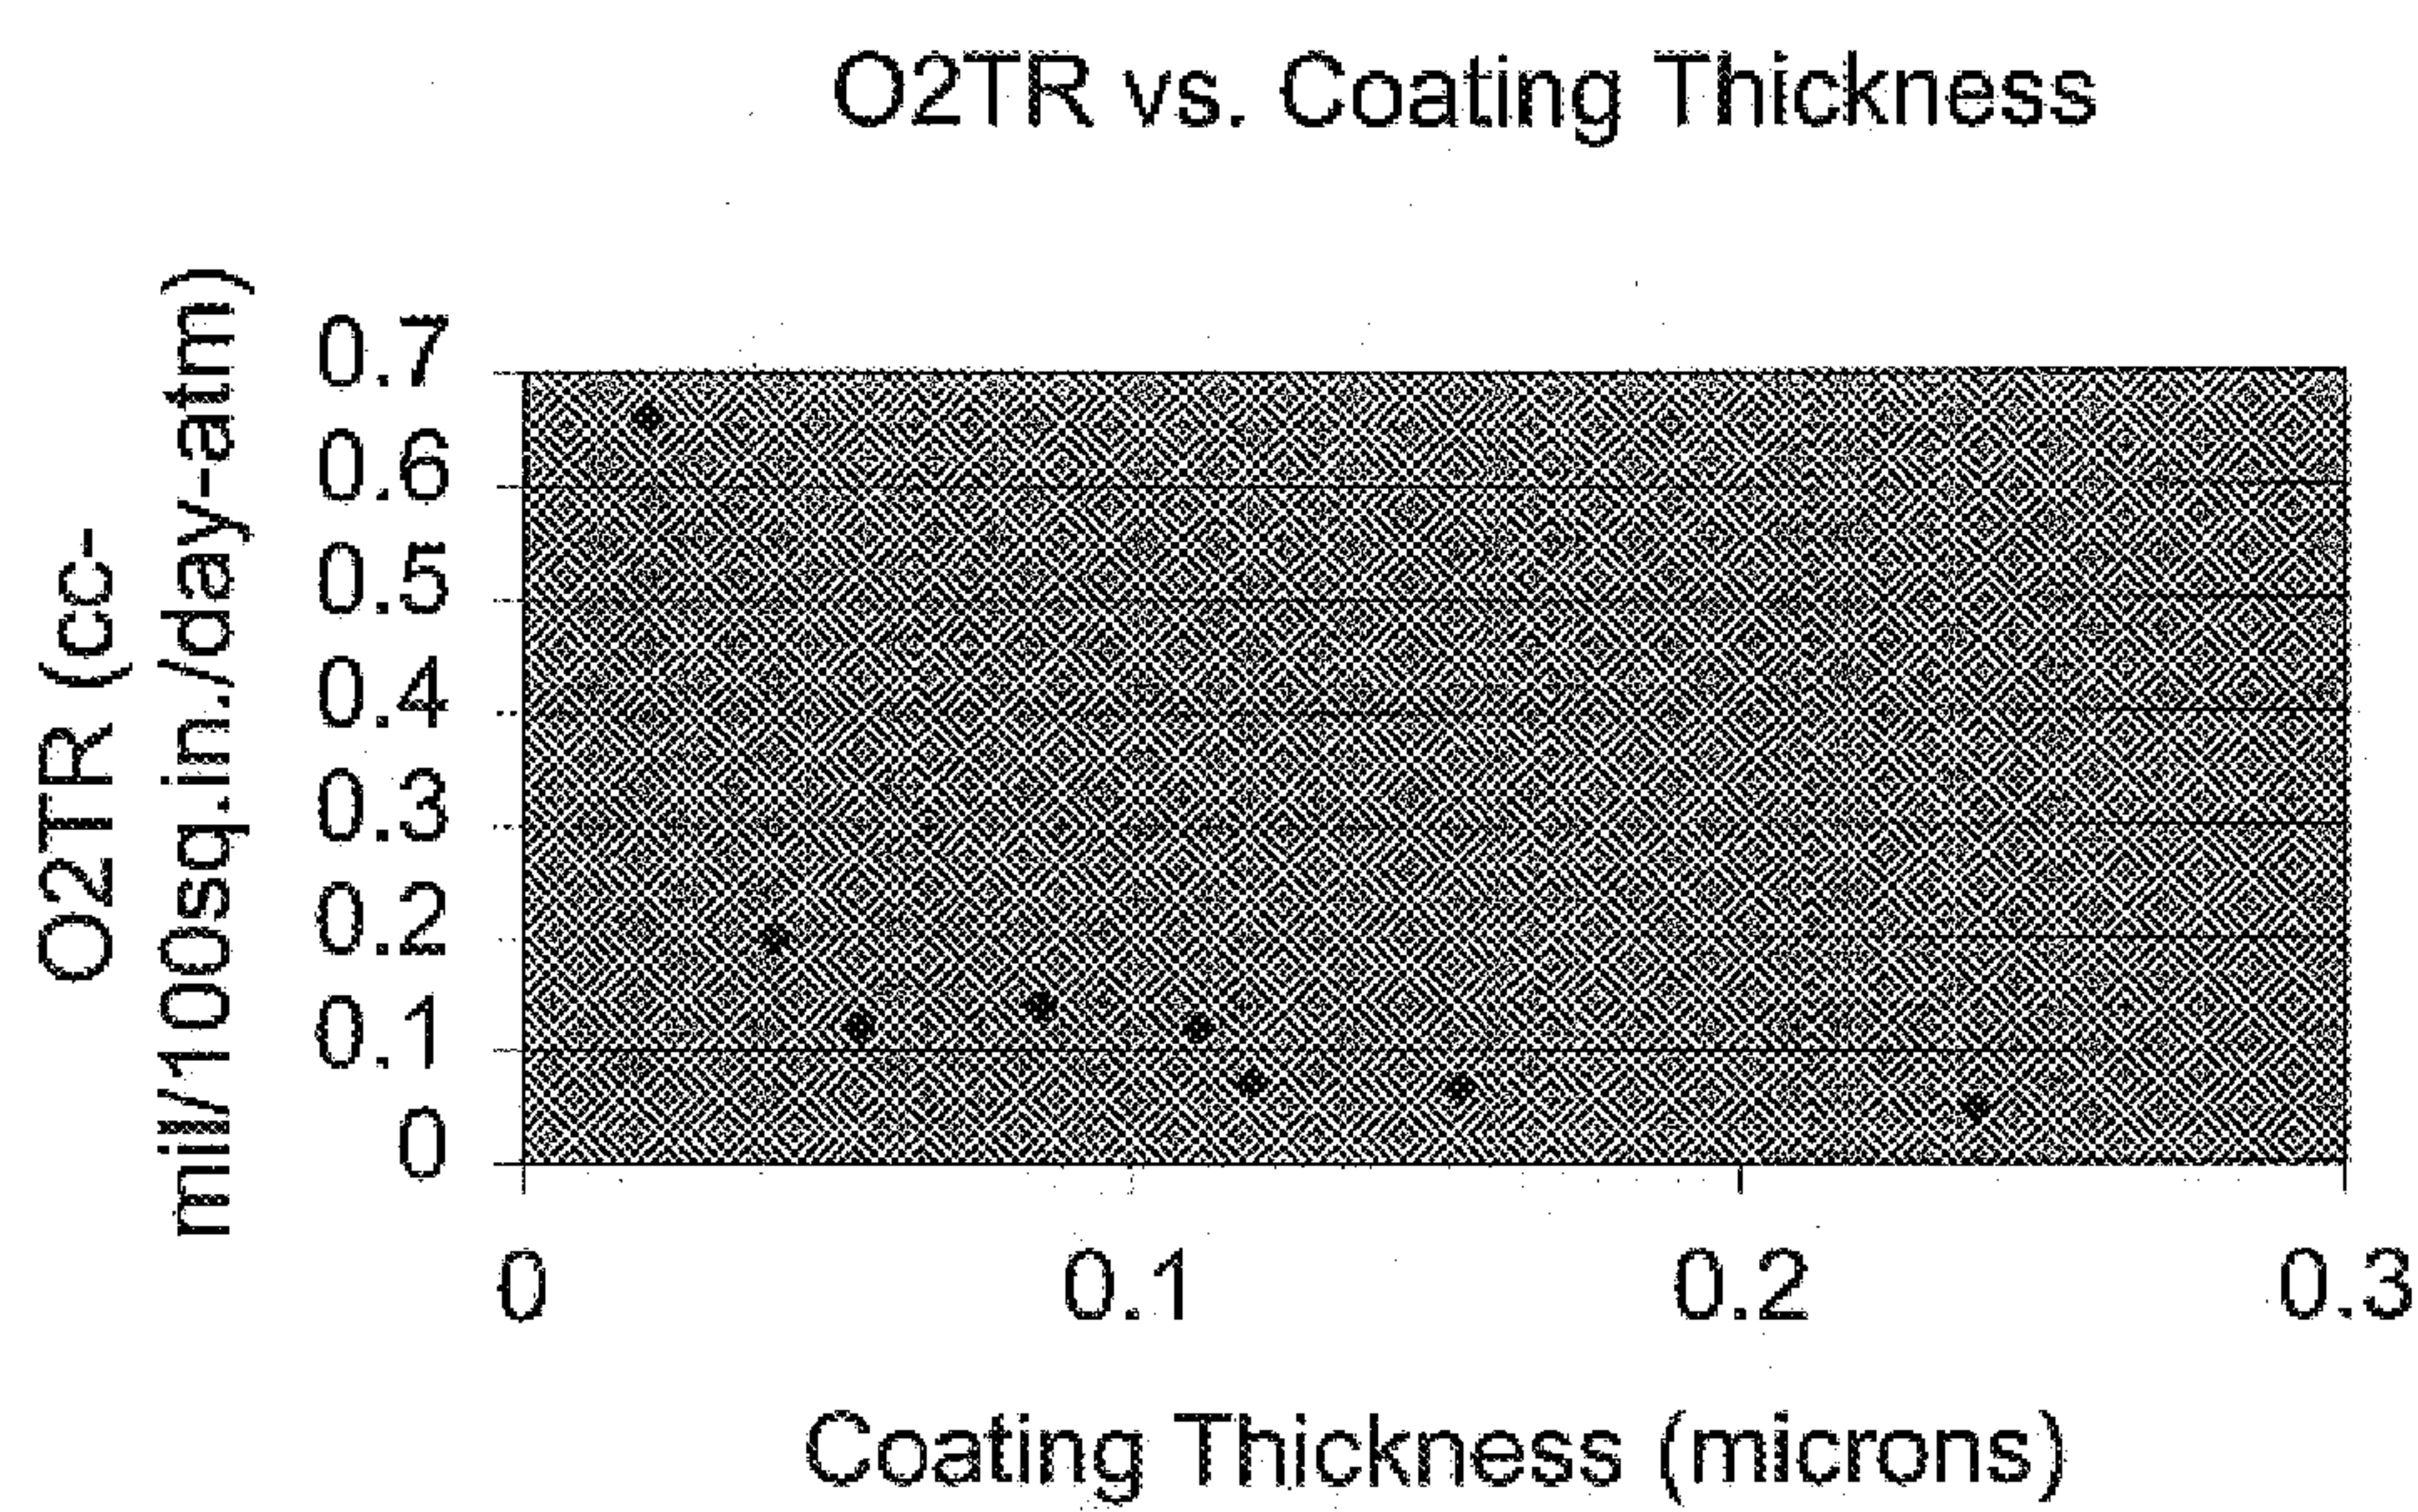 O2TR vs. Coating Thickness
O2TR (cc-
mil/100sq.in./day-atm)
0.7
0.6
0.5
0.4
0.3
0.2
0.1
0
0 0.1 0.2 0.3
Coating Thickness (microns)